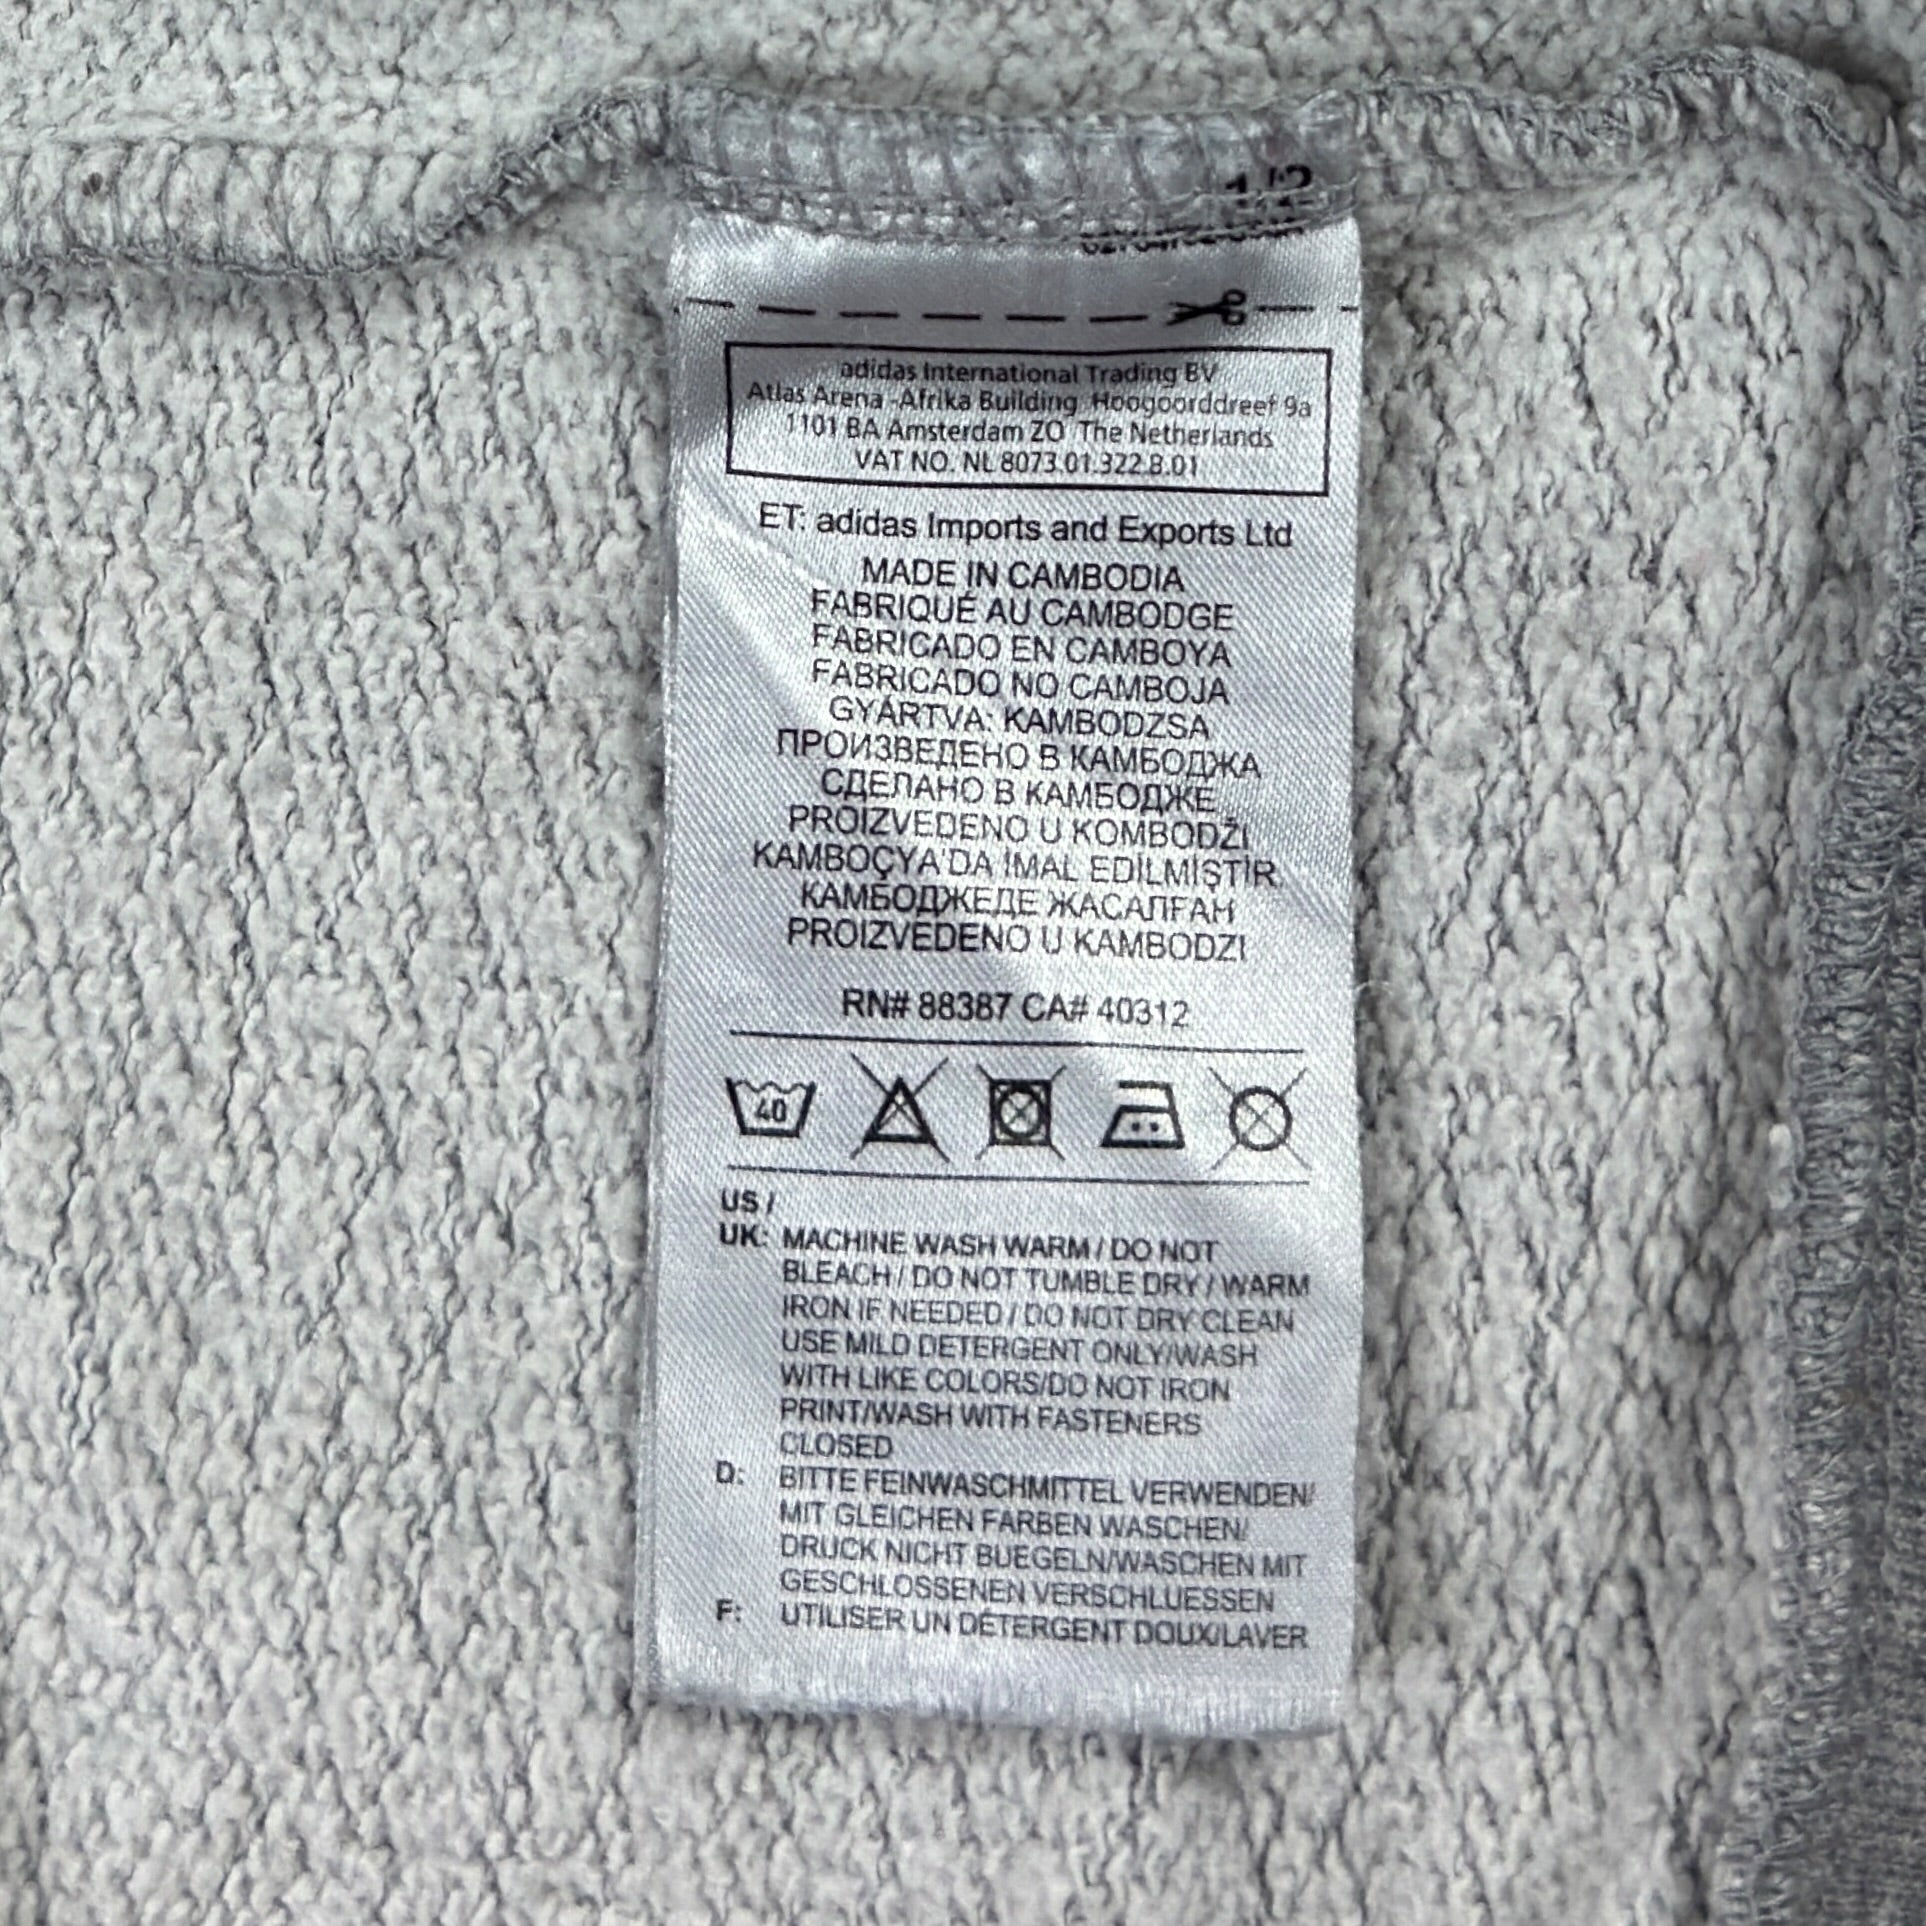 1/2
adidas International Trading BV
Atlas Arena -Afrika Building Hoogoorddreef 9a
1101 BA Amsterdam ZO The Netherlands
VAT NO. NL 8073.01.322.B.01
ET: adidas Imports and Exports Ltd
MADE IN CAMBODIA
FABRIQUÉ AU CAMBODGE
FABRICADO EN CAMBOYA
FABRICADO NO CAMBOJA
GYÁRTVA: KAMBODZSA
ПРОИЗВЕДЕНО В КАМБОДЖА
СДЕЛАНО В КАМБОДЖЕ
PROIZVEDENO U KOMBODŽI
KAMBOÇYA'DA İMAL EDİLMİŞTİR.
КАМБОДЖЕДЕ ЖАСАЛҒАН
PROIZVEDENO U KAMBODZI
RN# 88387 CA# 40312
40
US /
UK: MACHINE WASH WARM / DO NOT
BLEACH / DO NOT TUMBLE DRY / WARM
IRON IF NEEDED / DO NOT DRY CLEAN
USE MILD DETERGENT ONLY/WASH
WITH LIKE COLORS/DO NOT IRON
PRINT/WASH WITH FASTENERS
CLOSED
D: BITTE FEINWASCHMITTEL VERWENDEN/
MIT GLEICHEN FARBEN WASCHEN/
DRUCK NICHT BUEGELN/WASCHEN MIT
GESCHLOSSENEN VERSCHLUESSEN
F: UTILISER UN DÉTERGENT DOUX/LAVER